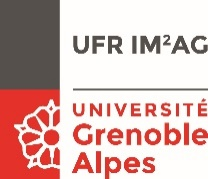 UFR IM²AG
UNIVERSITÉ
Grenoble
Alpes